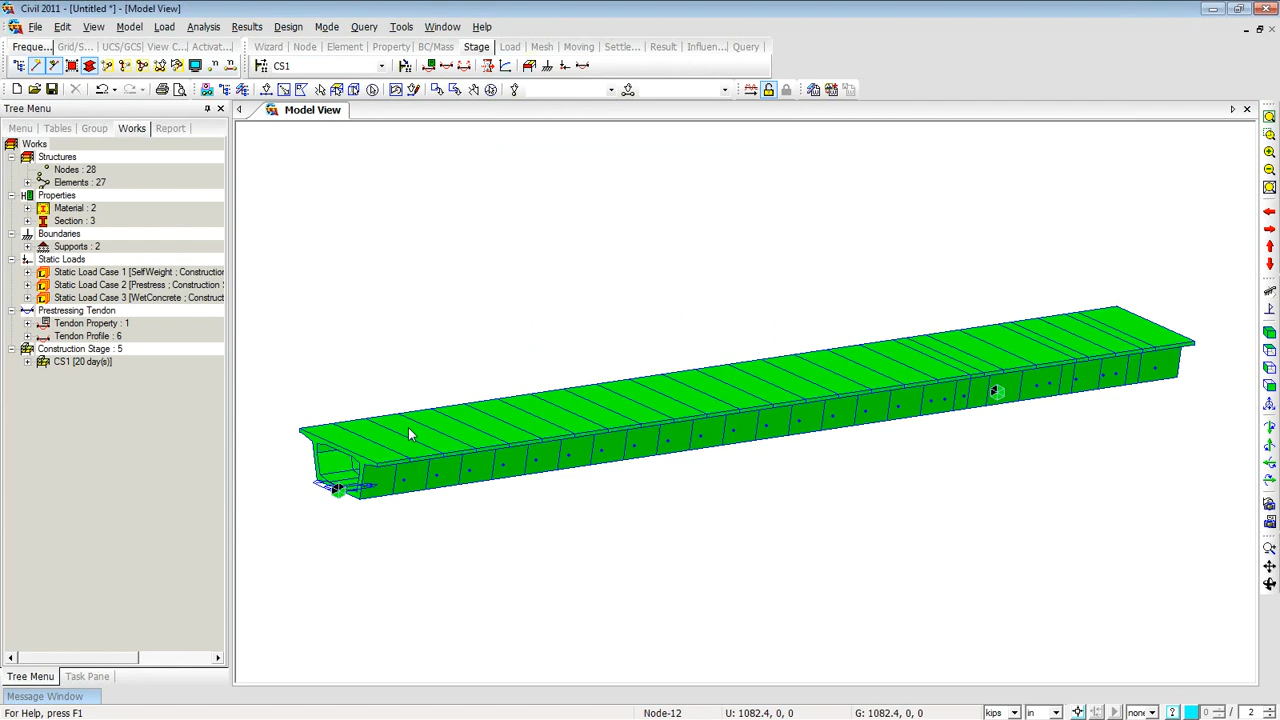 Civil 2011 - [Untitled *] - [Model View]
File Edit View Model Load Analysis Results Design Mode Query Tools Window Help
Freque... Grid/S... UCS/GCS View C... Activat... Wizard Node Element Property BC/Mass Stage Load Mesh Moving Settle... Result Influen... Query
CS1
Tree Menu
Model View
Menu Tables Group Works Report
Works
Structures
Nodes : 28
Elements : 27
Properties
Material : 2
Section : 3
Boundaries
Supports : 2
Static Loads
Static Load Case 1 [SelfWeight ; Construction
Static Load Case 2 [Prestress ; Construction S
Static Load Case 3 [WetConcrete ; Construct
Prestressing Tendon
Tendon Property : 1
Tendon Profile : 6
Construction Stage : 5
CS1 [20 day(s)]
Tree Menu Task Pane
Message Window
For Help, press F1
Node-12
U: 1082.4, 0, 0
G: 1082.4, 0, 0
kips
in
none
0 / 2